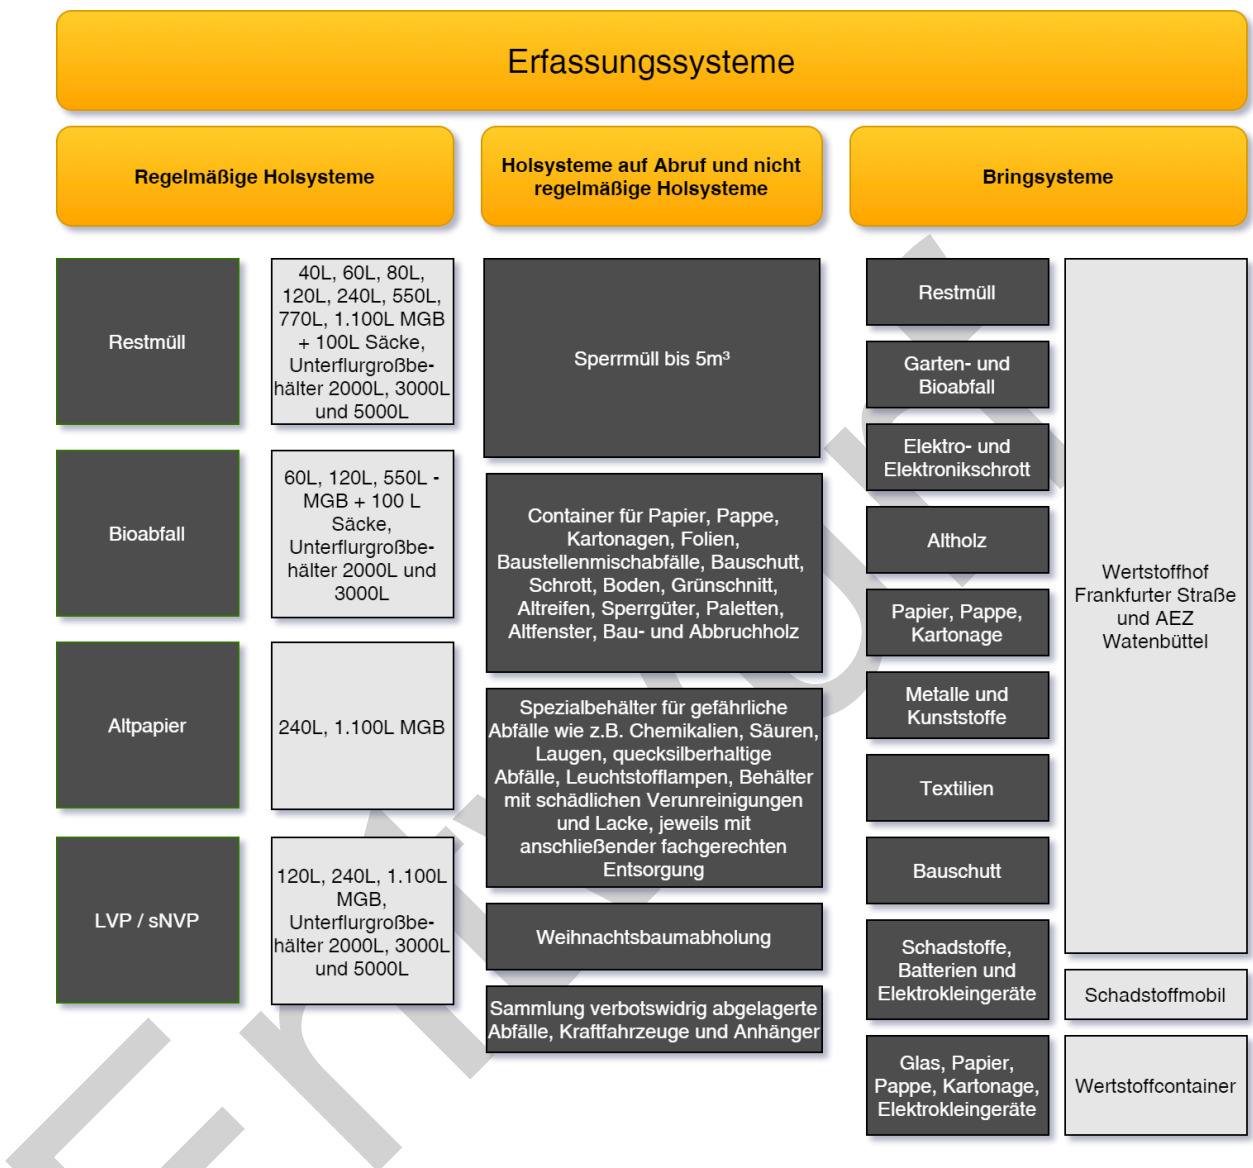 Erfassungssysteme
Regelmäßige Holsysteme
Holsysteme auf Abruf und nicht
regelmäßige Holsysteme
Bringsysteme
Restmüll
40L, 60L, 80L,
120L, 240L, 550L,
770L, 1.100L MGB
+ 100L Säcke,
Unterflurgroßbe-
hälter 2000L, 3000L
und 5000L
Bioabfall
60L, 120L, 550L -
MGB + 100 L
Säcke,
Unterflurgroßbe-
hälter 2000L und
3000L
Altpapier
240L, 1.100L MGB
LVP / sNVP
120L, 240L, 1.100L
MGB,
Unterflurgroßbe-
hälter 2000L, 3000L
und 5000L
Sperrmüll bis 5m³
Container für Papier, Pappe,
Kartonagen, Folien,
Baustellenmischabfälle, Bauschutt,
Schrott, Boden, Grünschnitt,
Altreifen, Sperrgüter, Paletten,
Altfenster, Bau- und Abbruchholz
Spezialbehälter für gefährliche
Abfälle wie z.B. Chemikalien, Säuren,
Laugen, quecksilberhaltige
Abfälle, Leuchtstofflampen, Behälter
mit schädlichen Verunreinigungen
und Lacke, jeweils mit
anschließender fachgerechten
Entsorgung
Weihnachtsbaumabholung
Sammlung verbotswidrig abgelagerte
Abfälle, Kraftfahrzeuge und Anhänger
Restmüll
Garten- und
Bioabfall
Elektro- und
Elektronikschrott
Altholz
Papier, Pappe,
Kartonage
Metalle und
Kunststoffe
Textilien
Bauschutt
Schadstoffe,
Batterien und
Elektrokleingeräte
Glas, Papier,
Pappe, Kartonage,
Elektrokleingeräte
Wertstoffhof
Frankfurter Straße
und AEZ
Watenbüttel
Schadstoffmobil
Wertstoffcontainer